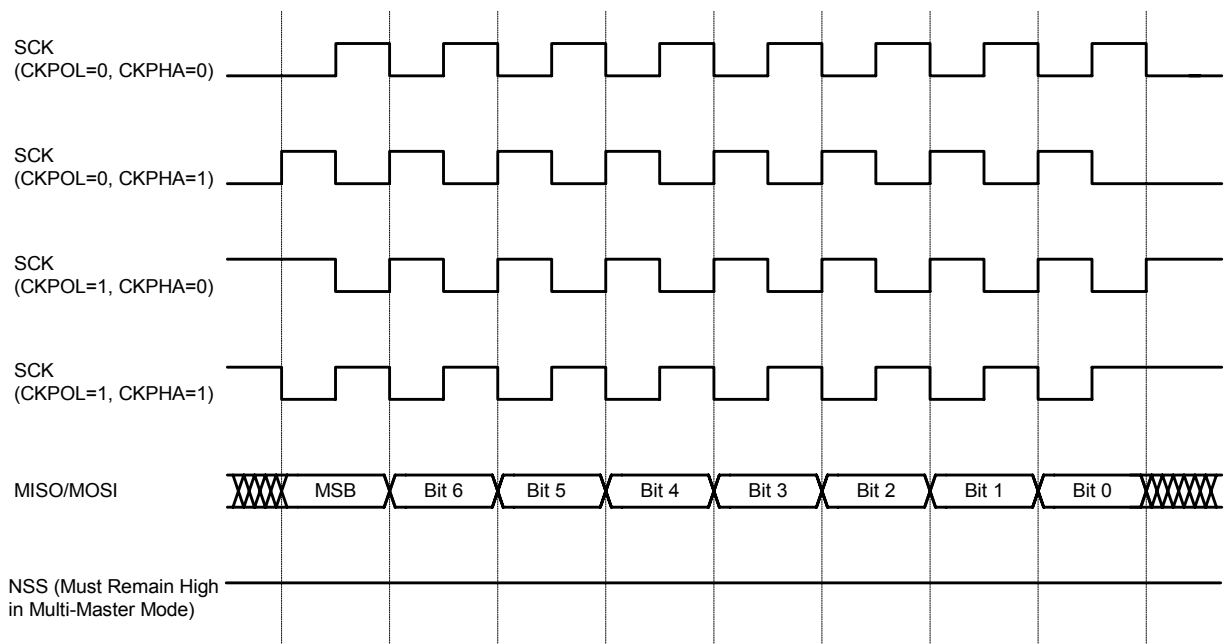 SCK
(CKPOL=0, CKPHA=0)
SCK
(CKPOL=0, CKPHA=1)
SCK
(CKPOL=1, CKPHA=0)
SCK
(CKPOL=1, CKPHA=1)
MISO/MOSI
MSB
Bit 6
Bit 5
Bit 4
Bit 3
Bit 2
Bit 1
Bit 0
NSS (Must Remain High
in Multi-Master Mode)